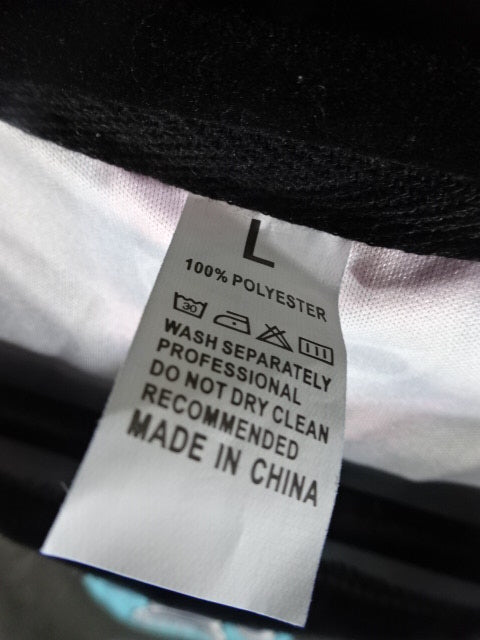 L
100% POLYESTER
30
WASH SEPARATELY
PROFESSIONAL
DO NOT DRY CLEAN
RECOMMENDED
MADE IN CHINA